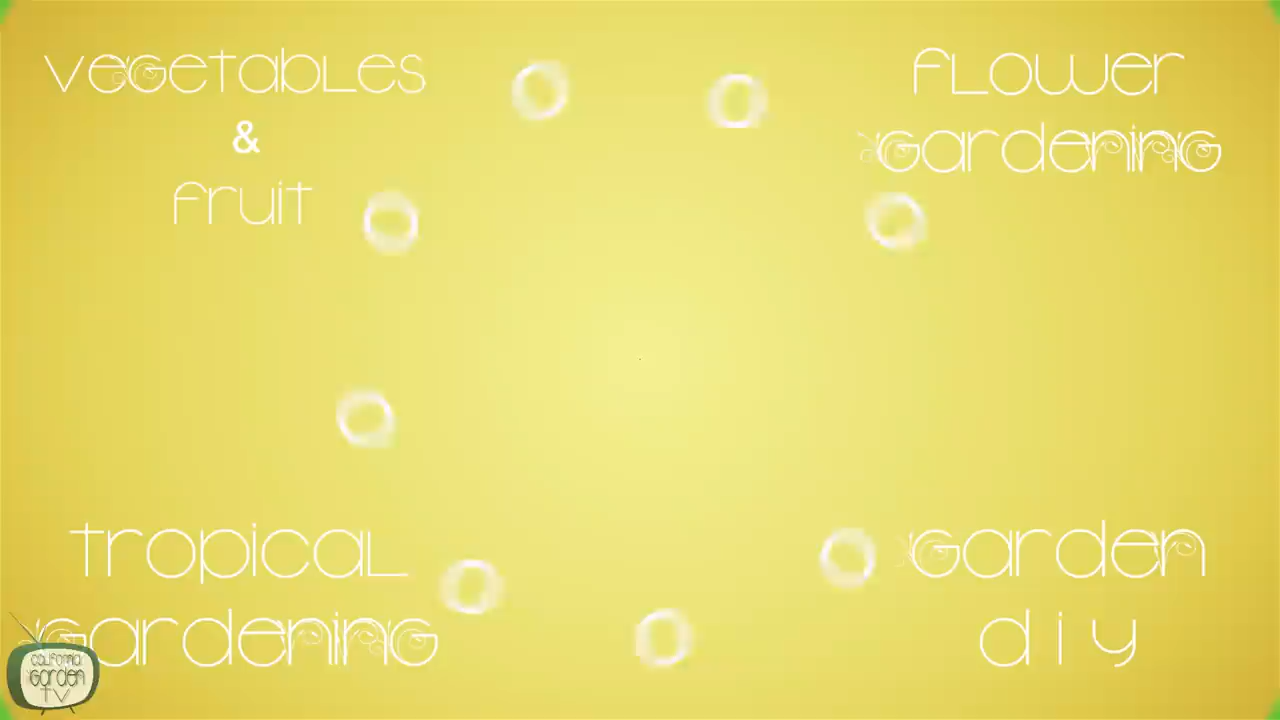 vegetables
&
fruit
flower
gardening
tropical
gardening
garden
diy
california
garden
tv